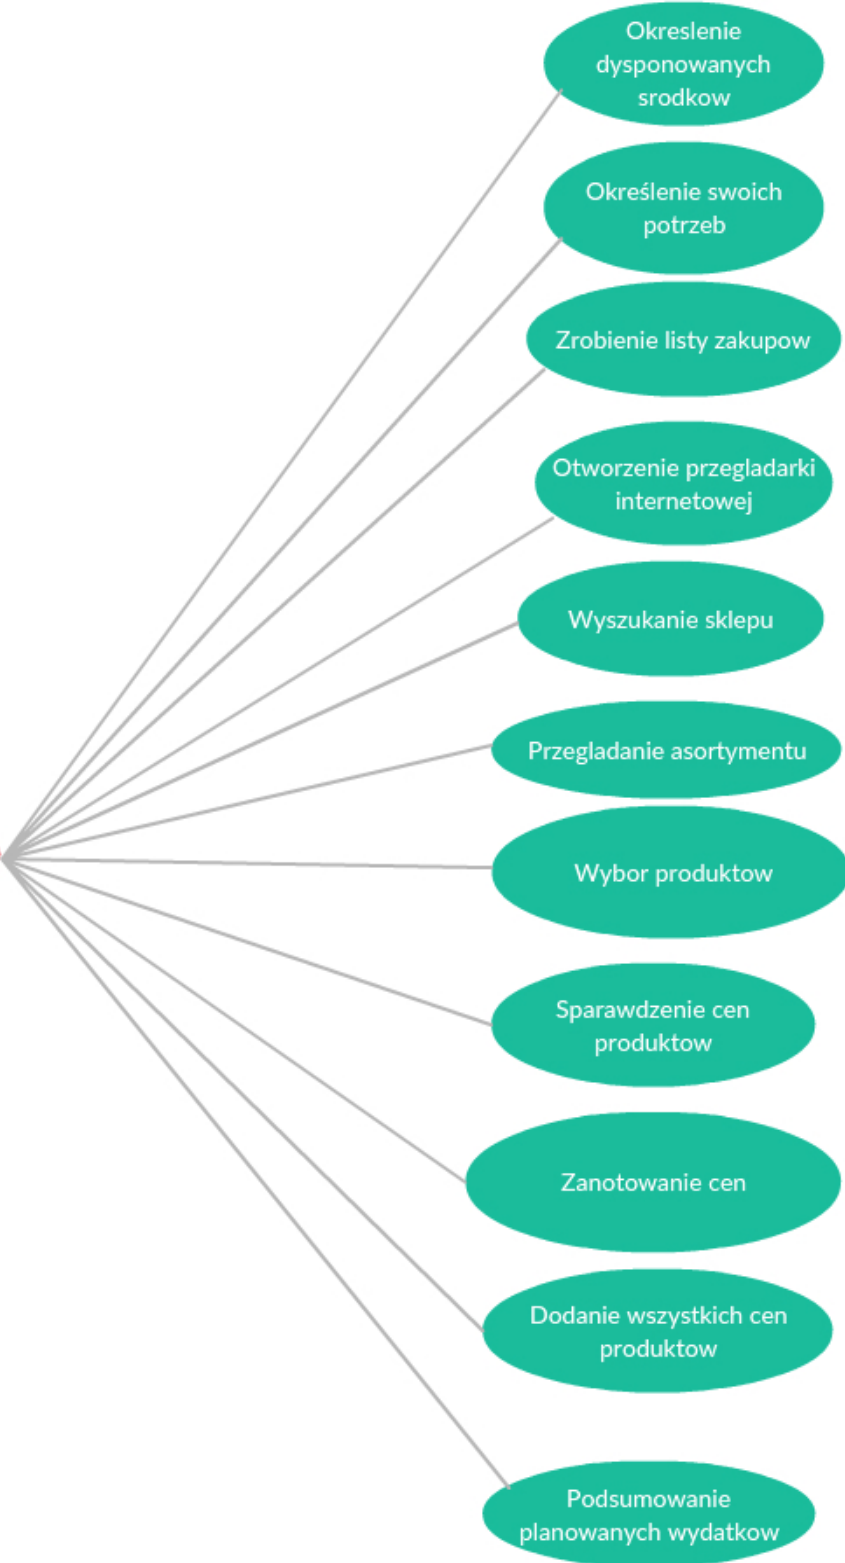 Okreslenie
dysponowanych
srodkow
Określenie swoich
potrzeb
Zrobienie listy zakupow
Otworzenie przegladarki
internetowej
Wyszukanie sklepu
Przegladanie asortymentu
Wybor produktow
Sparawdzenie cen
produktow
Zanotowanie cen
Dodanie wszystkich cen
produktow
Podsumowanie
planowanych wydatkow